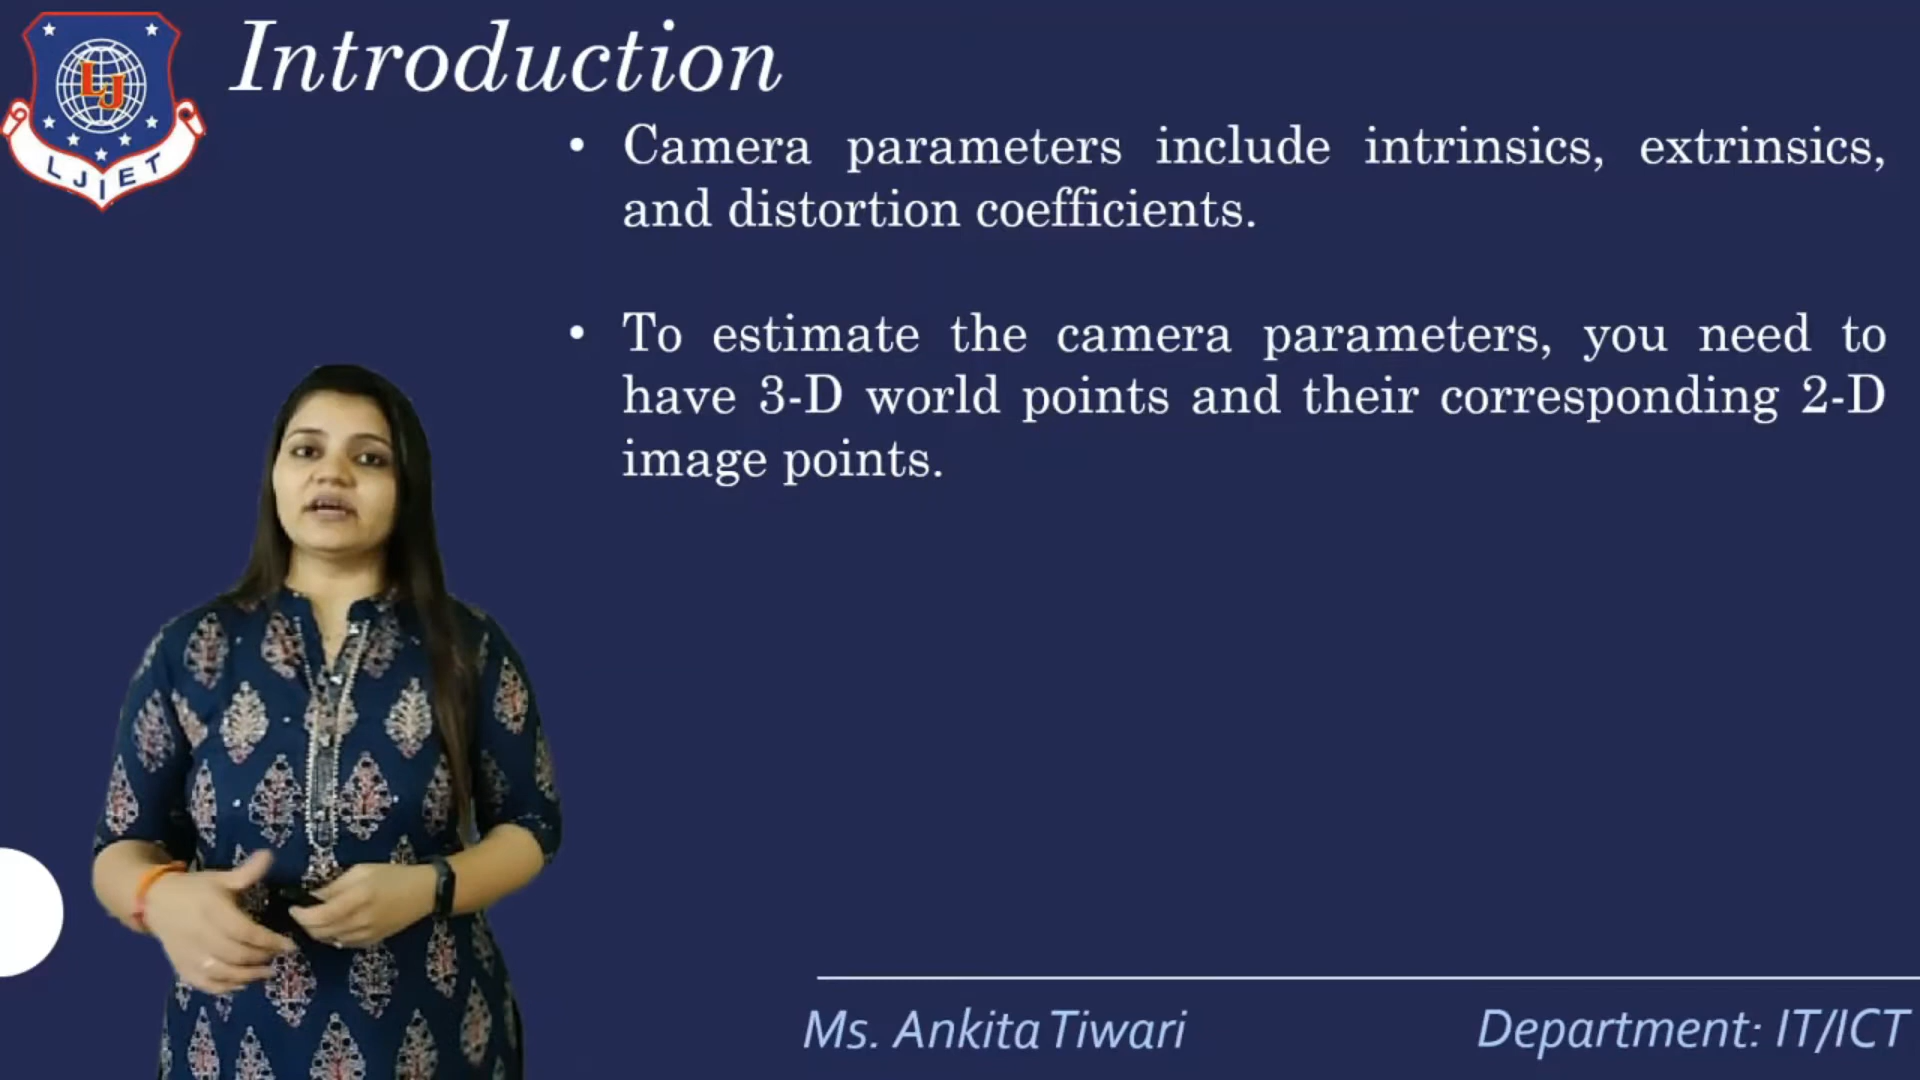 LJ
LJIET
Introduction
• Camera parameters include intrinsics, extrinsics,
and distortion coefficients.
• To estimate the camera parameters, you need to
have 3-D world points and their corresponding 2-D
image points.
Ms. Ankita Tiwari
Department: IT/ICT